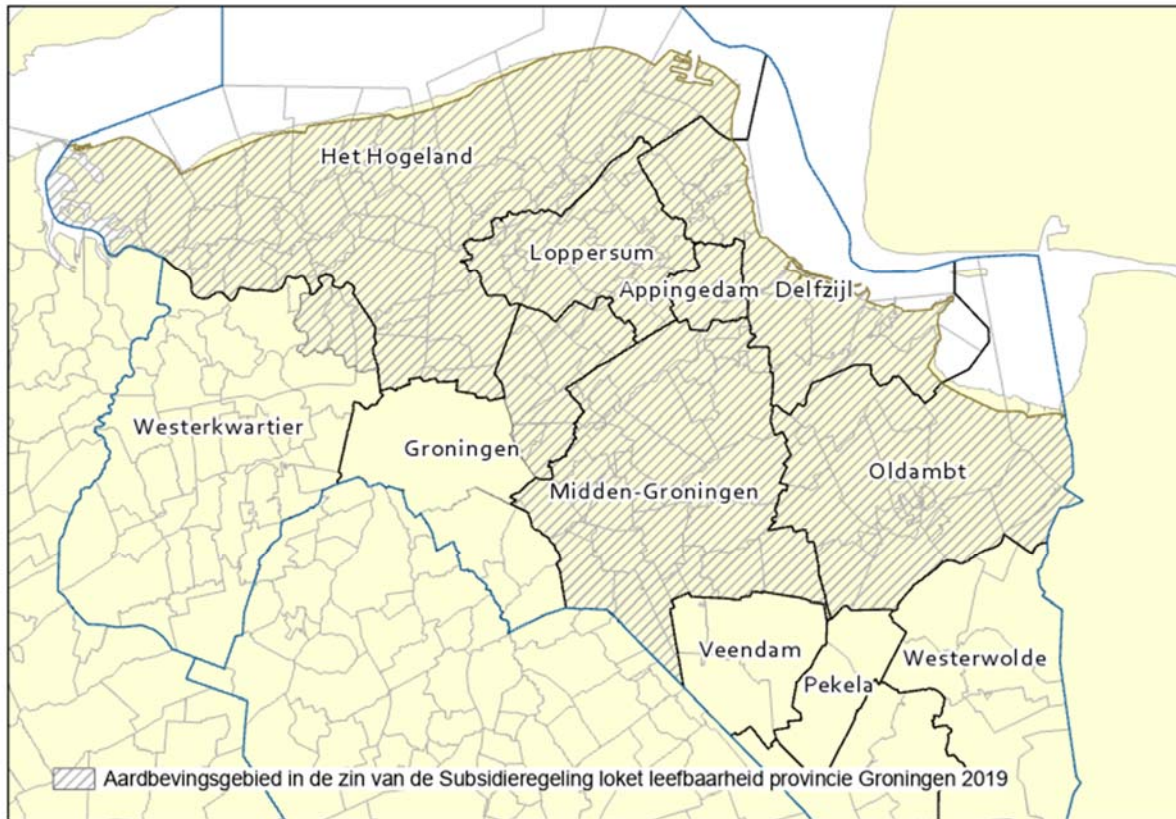 Het Hogeland
Loppersum
Appingedam Delfzijl
Westerkwartier
Groningen
Oldambt
Midden-Groningen
Veendam
Westerwolde
Pekela
Aardbevingsgebied in de zin van de Subsidieregeling loket leefbaarheid provincie Groningen 2019